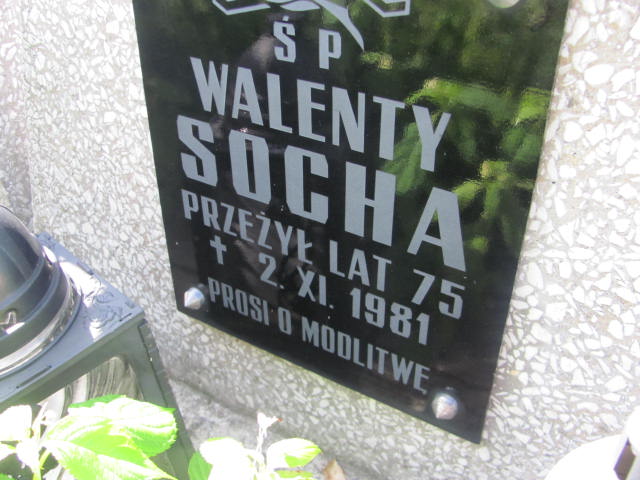 ŚP
WALENTY
SOCHA
PRZEŻYŁ LAT 75
✝ 2. XI. 1981
PROSI O MODLITWĘ